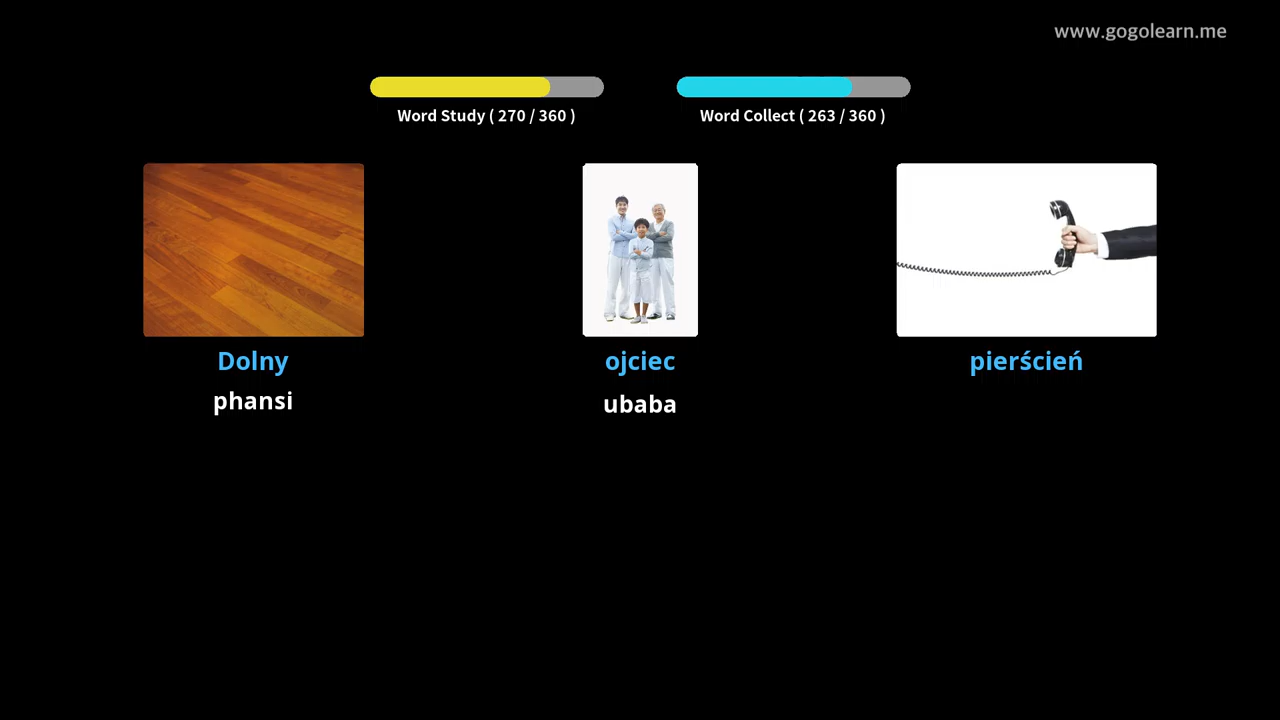 www.gogolearn.me
Word Study ( 270 / 360 )
Word Collect ( 263 / 360 )
Dolny
ojciec
pierścień
phansi
ubaba